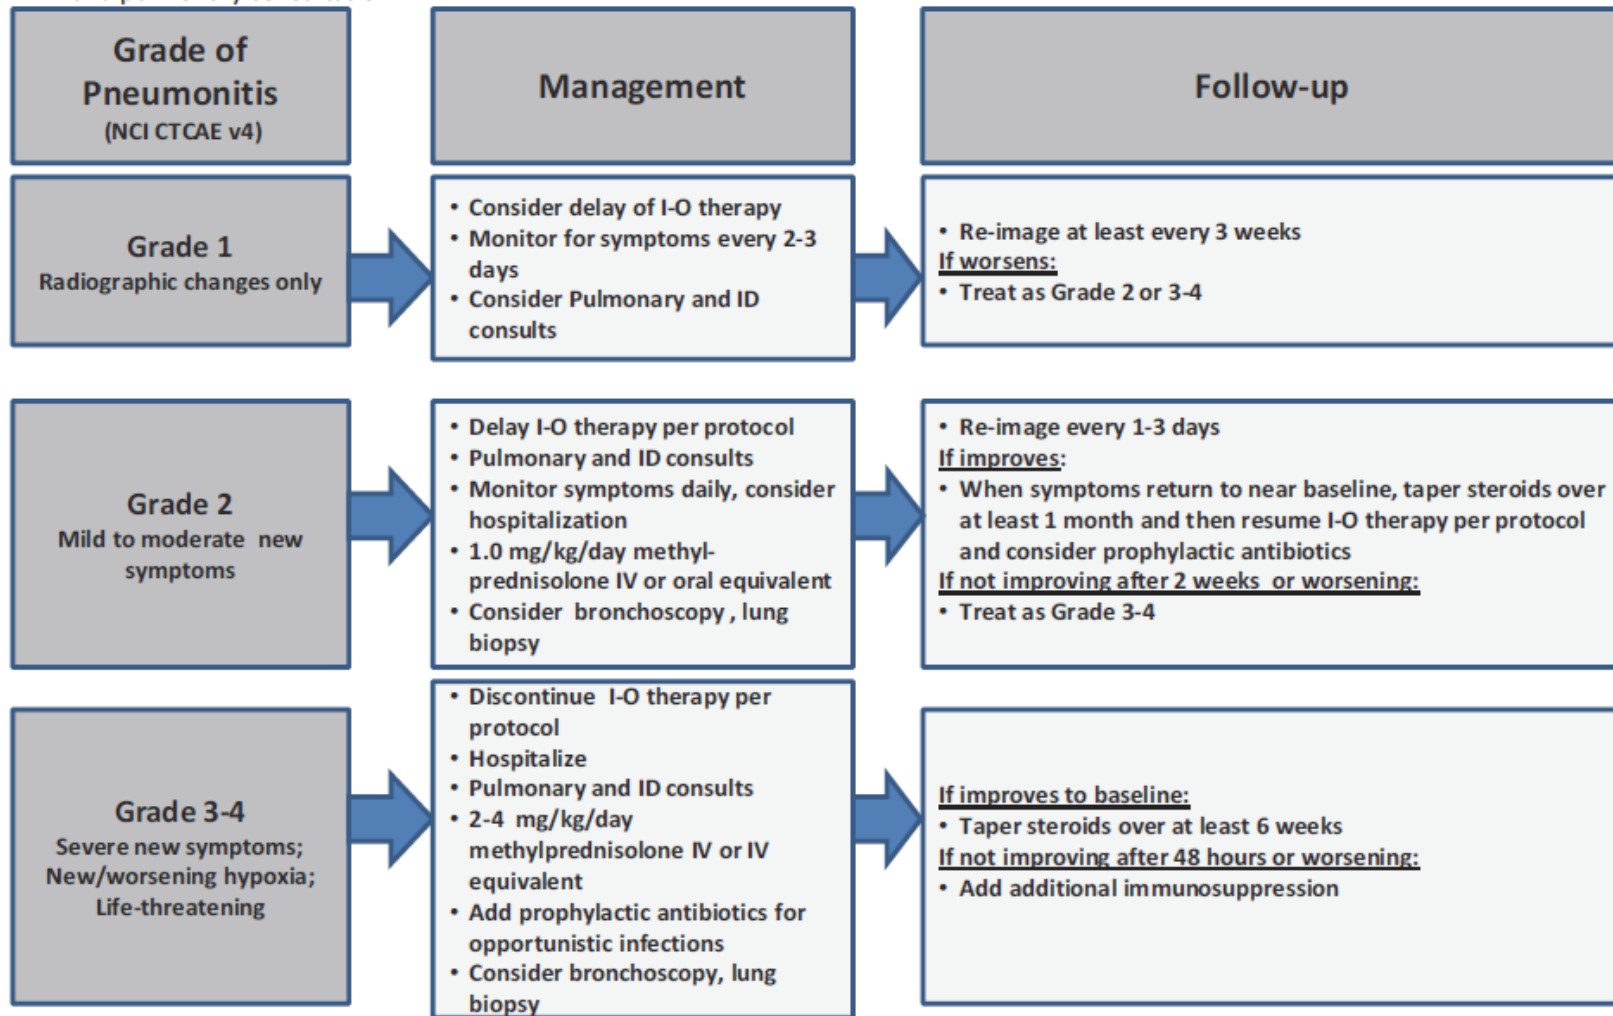 Grade of
Pneumonitis
(NCI CTCAE v4)
Management
Follow-up
Grade 1
Radiographic changes only
• Consider delay of I-O therapy
• Monitor for symptoms every 2-3
days
• Consider Pulmonary and ID
consults
• Re-image at least every 3 weeks
If worsens:
• Treat as Grade 2 or 3-4
Grade 2
Mild to moderate new
symptoms
• Delay I-O therapy per protocol
• Pulmonary and ID consults
• Monitor symptoms daily, consider
hospitalization
• 1.0 mg/kg/day methyl-
prednisolone IV or oral equivalent
• Consider bronchoscopy , lung
biopsy
• Re-image every 1-3 days
If improves:
• When symptoms return to near baseline, taper steroids over
at least 1 month and then resume I-O therapy per protocol
and consider prophylactic antibiotics
If not improving after 2 weeks or worsening:
• Treat as Grade 3-4
Grade 3-4
Severe new symptoms;
New/worsening hypoxia;
Life-threatening
• Discontinue I-O therapy per
protocol
• Hospitalize
• Pulmonary and ID consults
• 2-4 mg/kg/day
methylprednisolone IV or IV
equivalent
• Add prophylactic antibiotics for
opportunistic infections
• Consider bronchoscopy, lung
biopsy
If improves to baseline:
• Taper steroids over at least 6 weeks
If not improving after 48 hours or worsening:
• Add additional immunosuppression